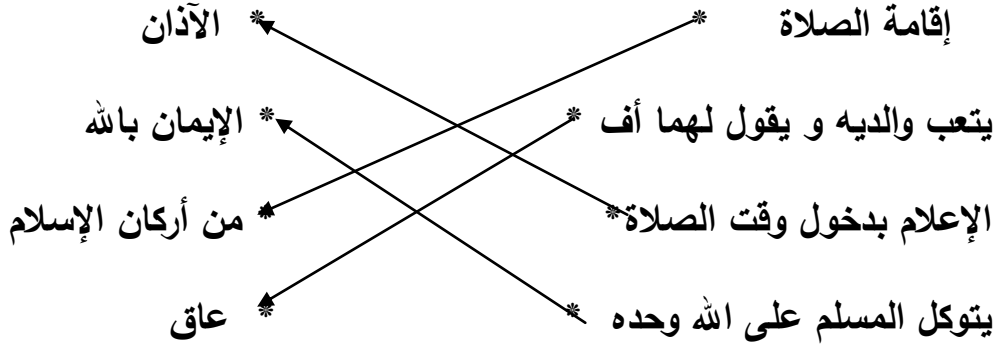 إقامة الصلاة * * الآذان
يتعب والديه و يقول لهما أف * * الإيمان بالله
الإعلام بدخول وقت الصلاة* * من أركان الإسلام
يتوكل المسلم على الله وحده * * عاق